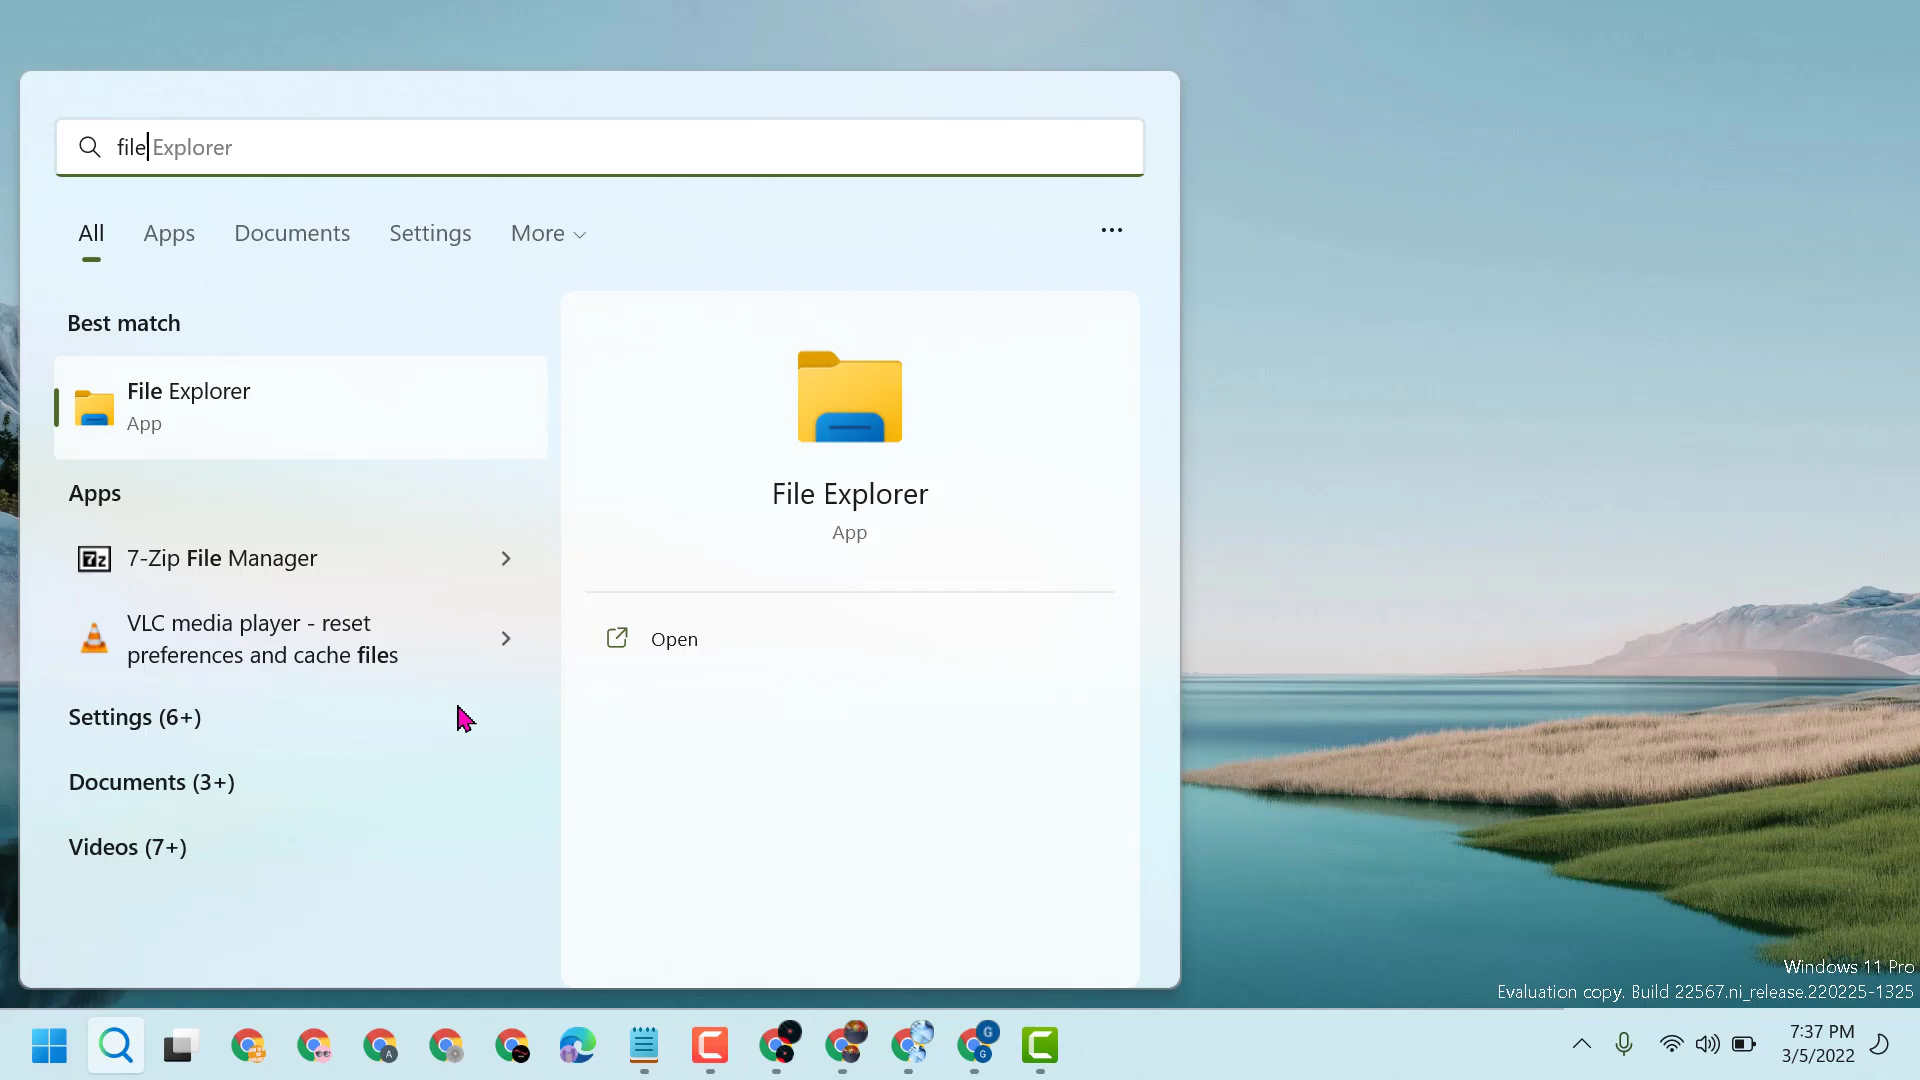 file Explorer
All Apps Documents Settings More
Best match
File Explorer
App
Apps
7-Zip File Manager
VLC media player - reset
preferences and cache files
Settings (6+)
Documents (3+)
Videos (7+)
File Explorer
App
Open
Windows 11 Pro
Evaluation copy. Build 22567.ni_release.220225-1325
7:37 PM
3/5/2022